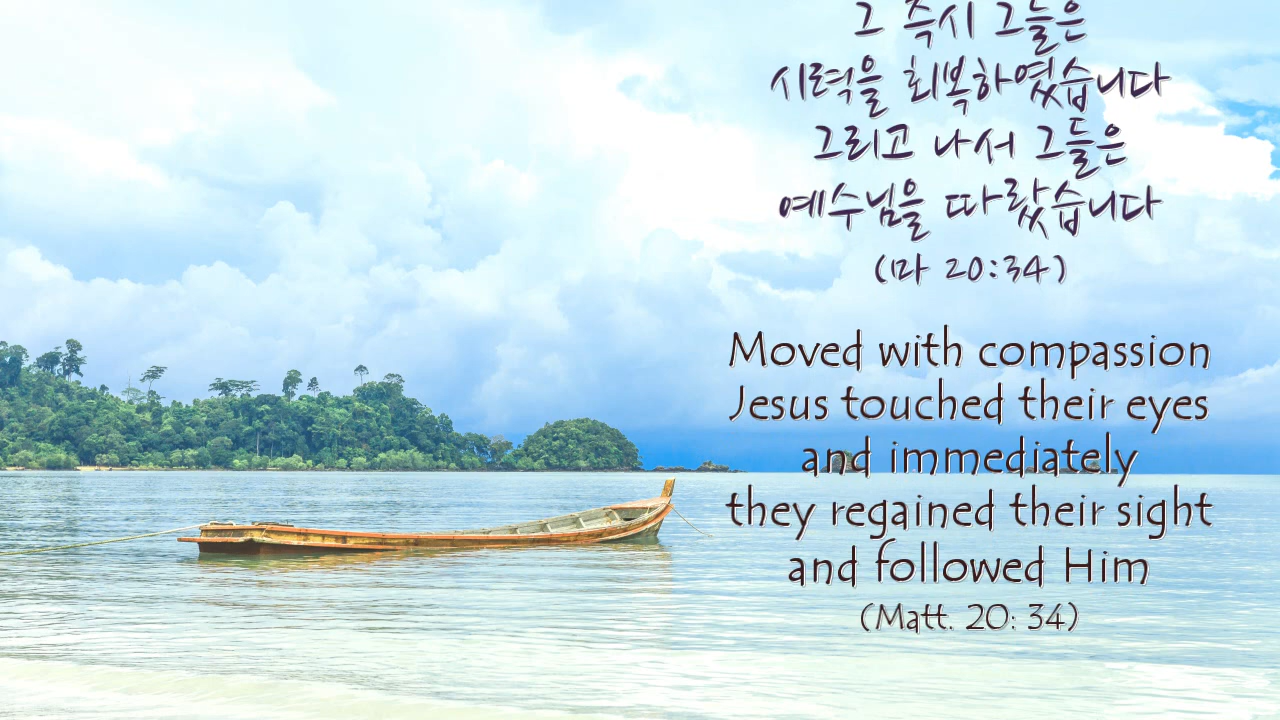 그 즉시 그들은
시력을 회복하였습니다
그리고 나서 그들은
예수님을 따랐습니다
(마 20:34)
Moved with compassion
Jesus touched their eyes
and immediately
they regained their sight
and followed Him
(Matt. 20: 34)